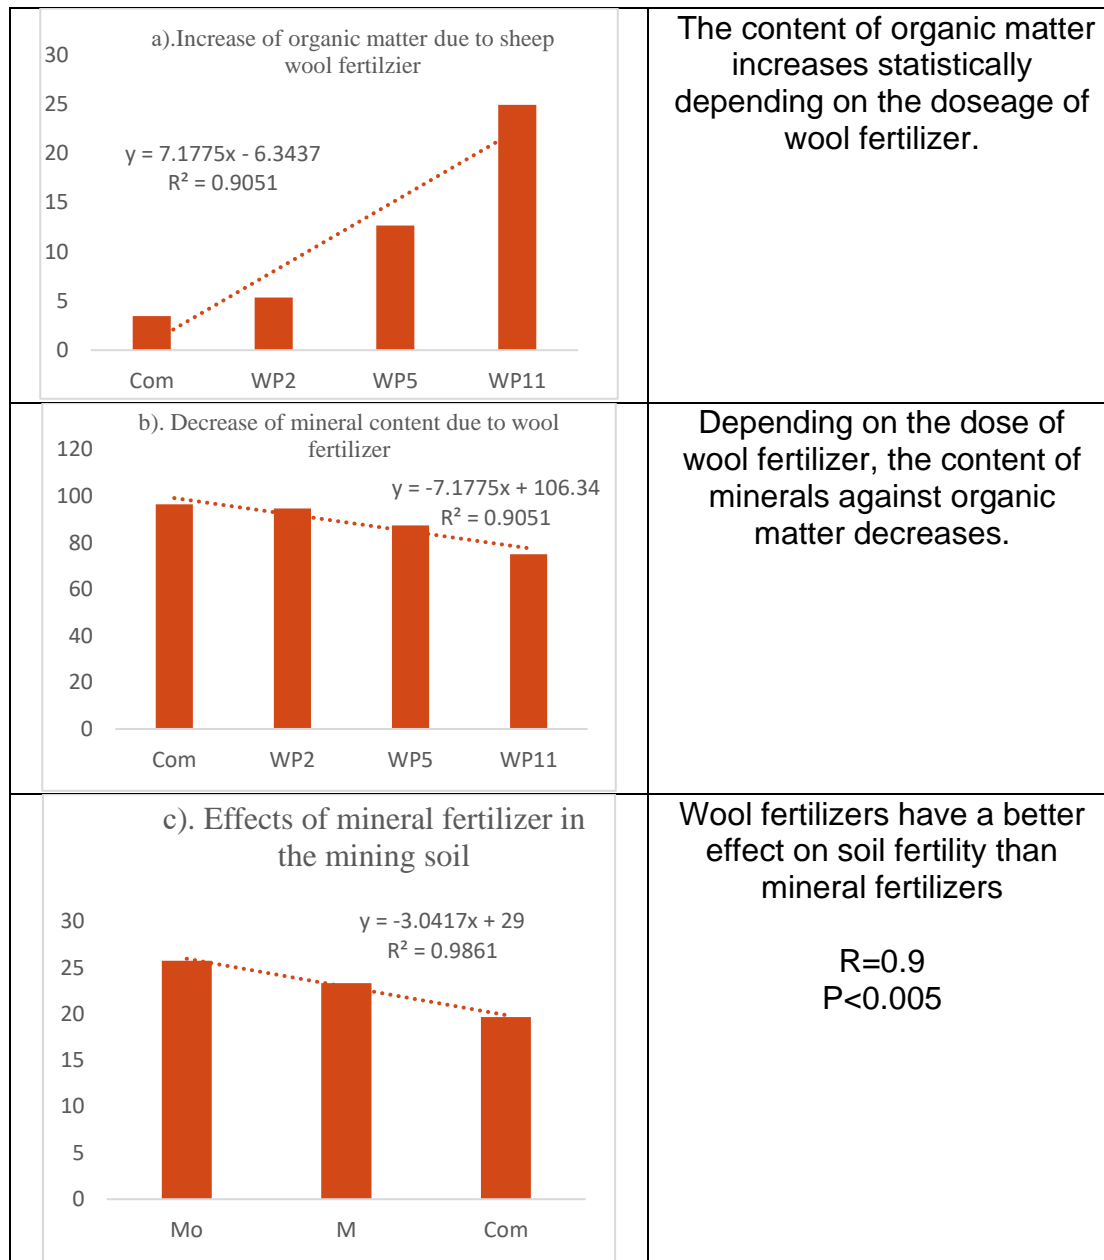 a).Increase of organic matter due to sheep
wool fertilzier
30
25
20
15
10
5
0
y = 7.1775x - 6.3437
R² = 0.9051
Com WP2 WP5 WP11
The content of organic matter
increases statistically
depending on the doseage of
wool fertilizer.
b). Decrease of mineral content due to wool
fertilizer
120
100
80
60
40
20
0
y = -7.1775x + 106.34
R² = 0.9051
Com WP2 WP5 WP11
Depending on the dose of
wool fertilizer, the content of
minerals against organic
matter decreases.
c). Effects of mineral fertilizer in
the mining soil
30
25
20
15
10
5
0
y = -3.0417x + 29
R² = 0.9861
Mo M Com
Wool fertilizers have a better
effect on soil fertility than
mineral fertilizers
R=0.9
P<0.005